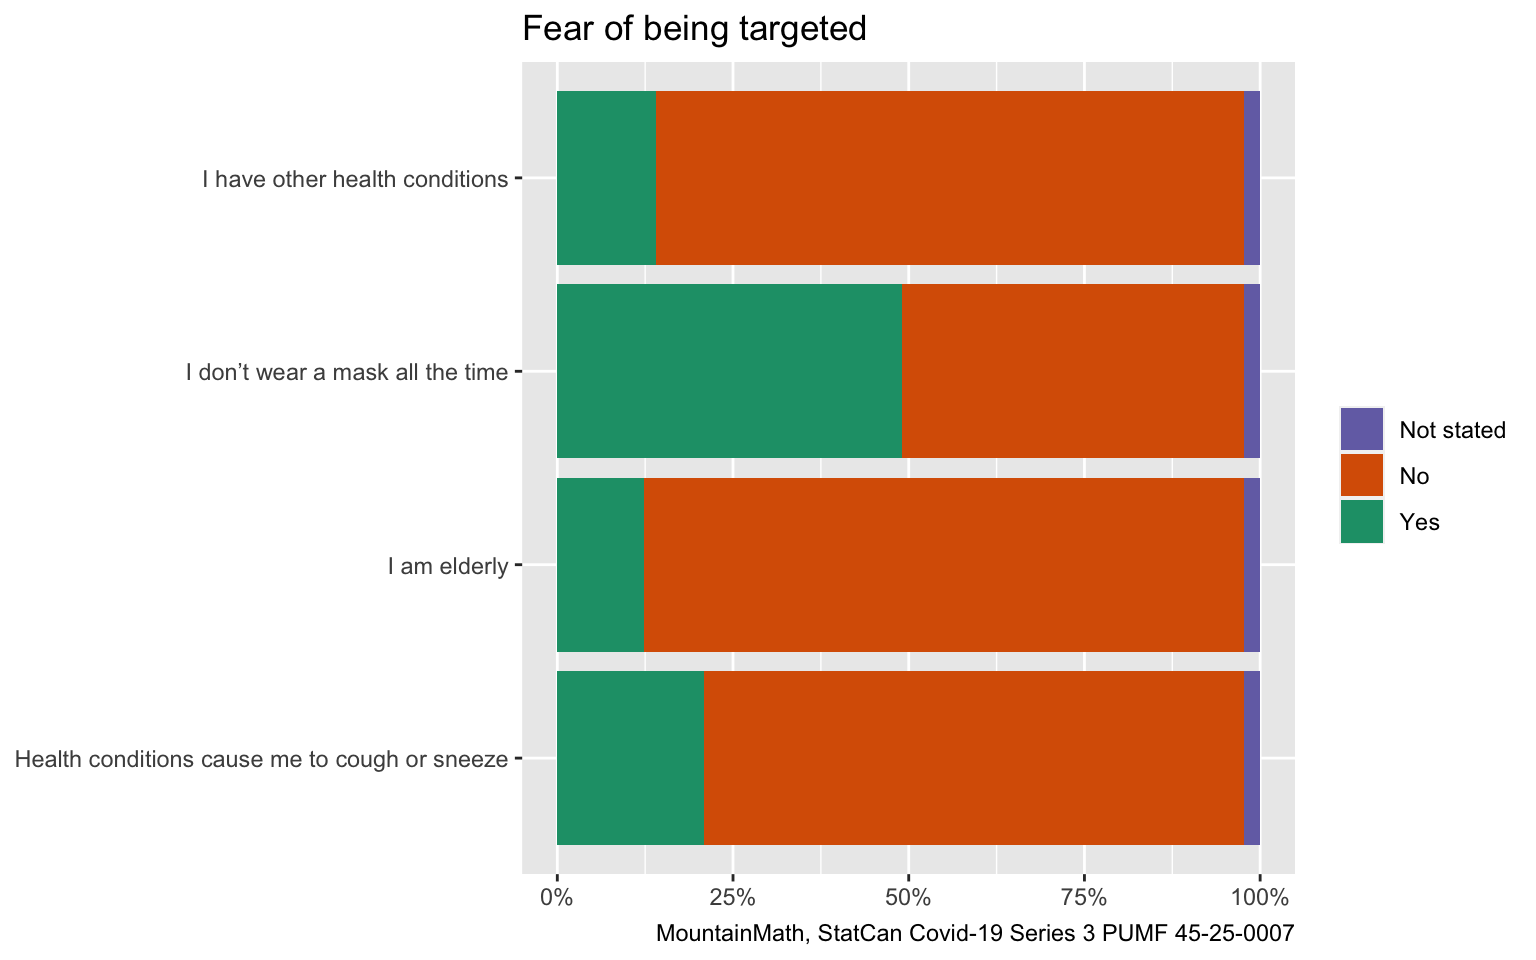 Fear of being targeted
I have other health conditions
I don’t wear a mask all the time
I am elderly
Health conditions cause me to cough or sneeze
0% 25% 50% 75% 100%
Not stated
No
Yes
MountainMath, StatCan Covid-19 Series 3 PUMF 45-25-0007